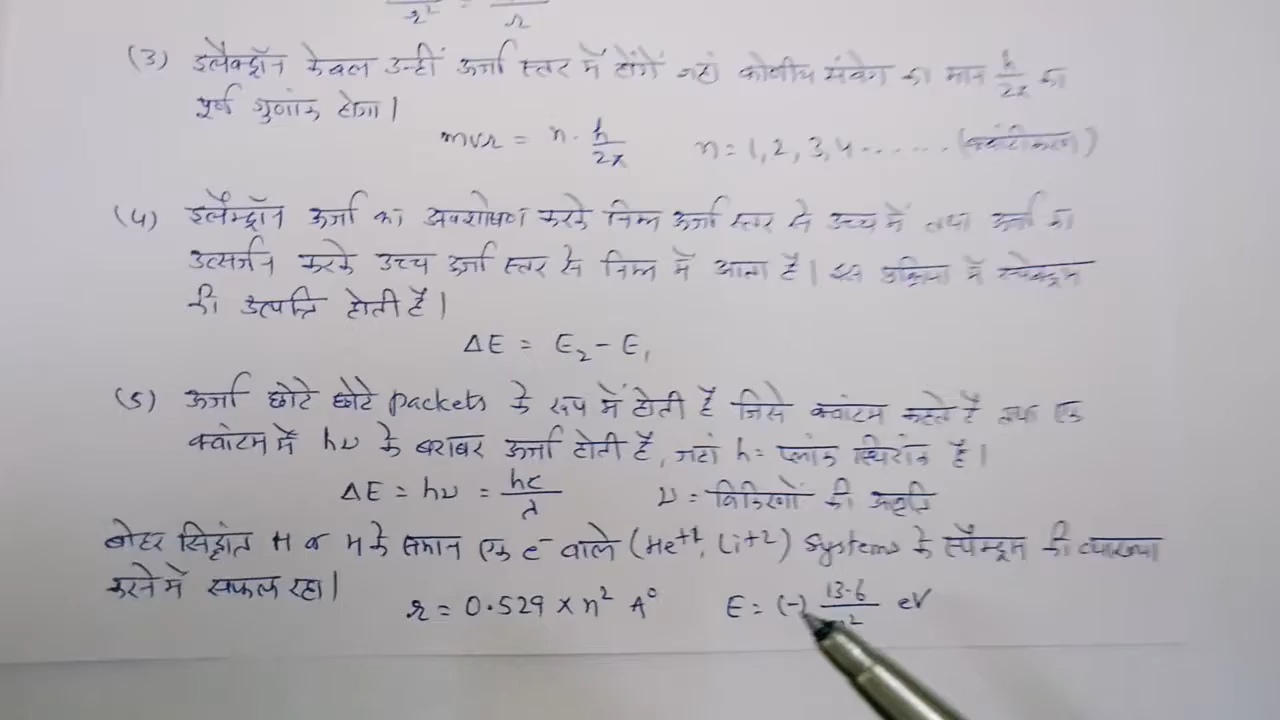 r² = r
(3) इलैक्ट्रॉन केवल उन्हीं ऊर्जा स्तर में होंगें जहां कोणीय संवेग का मान h/2π का
पूर्ण गुणांक होगा।
mvr = n · h/2π n = 1, 2, 3, 4 ...... (क्वांटीकरण)
(4) इलैक्ट्रॉन ऊर्जा का अवशोषण करके निम्न ऊर्जा स्तर से उच्च में तथा ऊर्जा का
उत्सर्जन करके उच्च ऊर्जा स्तर से निम्न में आता है। इस प्रक्रिया में स्पेक्ट्रम
की उत्पत्ति होती है।
ΔE = E₂ - E₁
(5) ऊर्जा छोटे छोटे packets के रूप में होती है जिसे क्वांटम कहते है तथा एक
क्वांटम में hν के बराबर ऊर्जा होती है, जहां h = प्लांक स्थिरांक है।
ΔE = hν = hc/λ ν = विकिरणों की आवृत्ति
बोहर सिद्धांत H व H के समान एक e⁻ वाले (He⁺¹, Li⁺²) Systems के स्पैक्ट्रम की व्याख्या
करने में सफल रहा।
r = 0.529 × n² A° E = (-) 13.6/n² eV